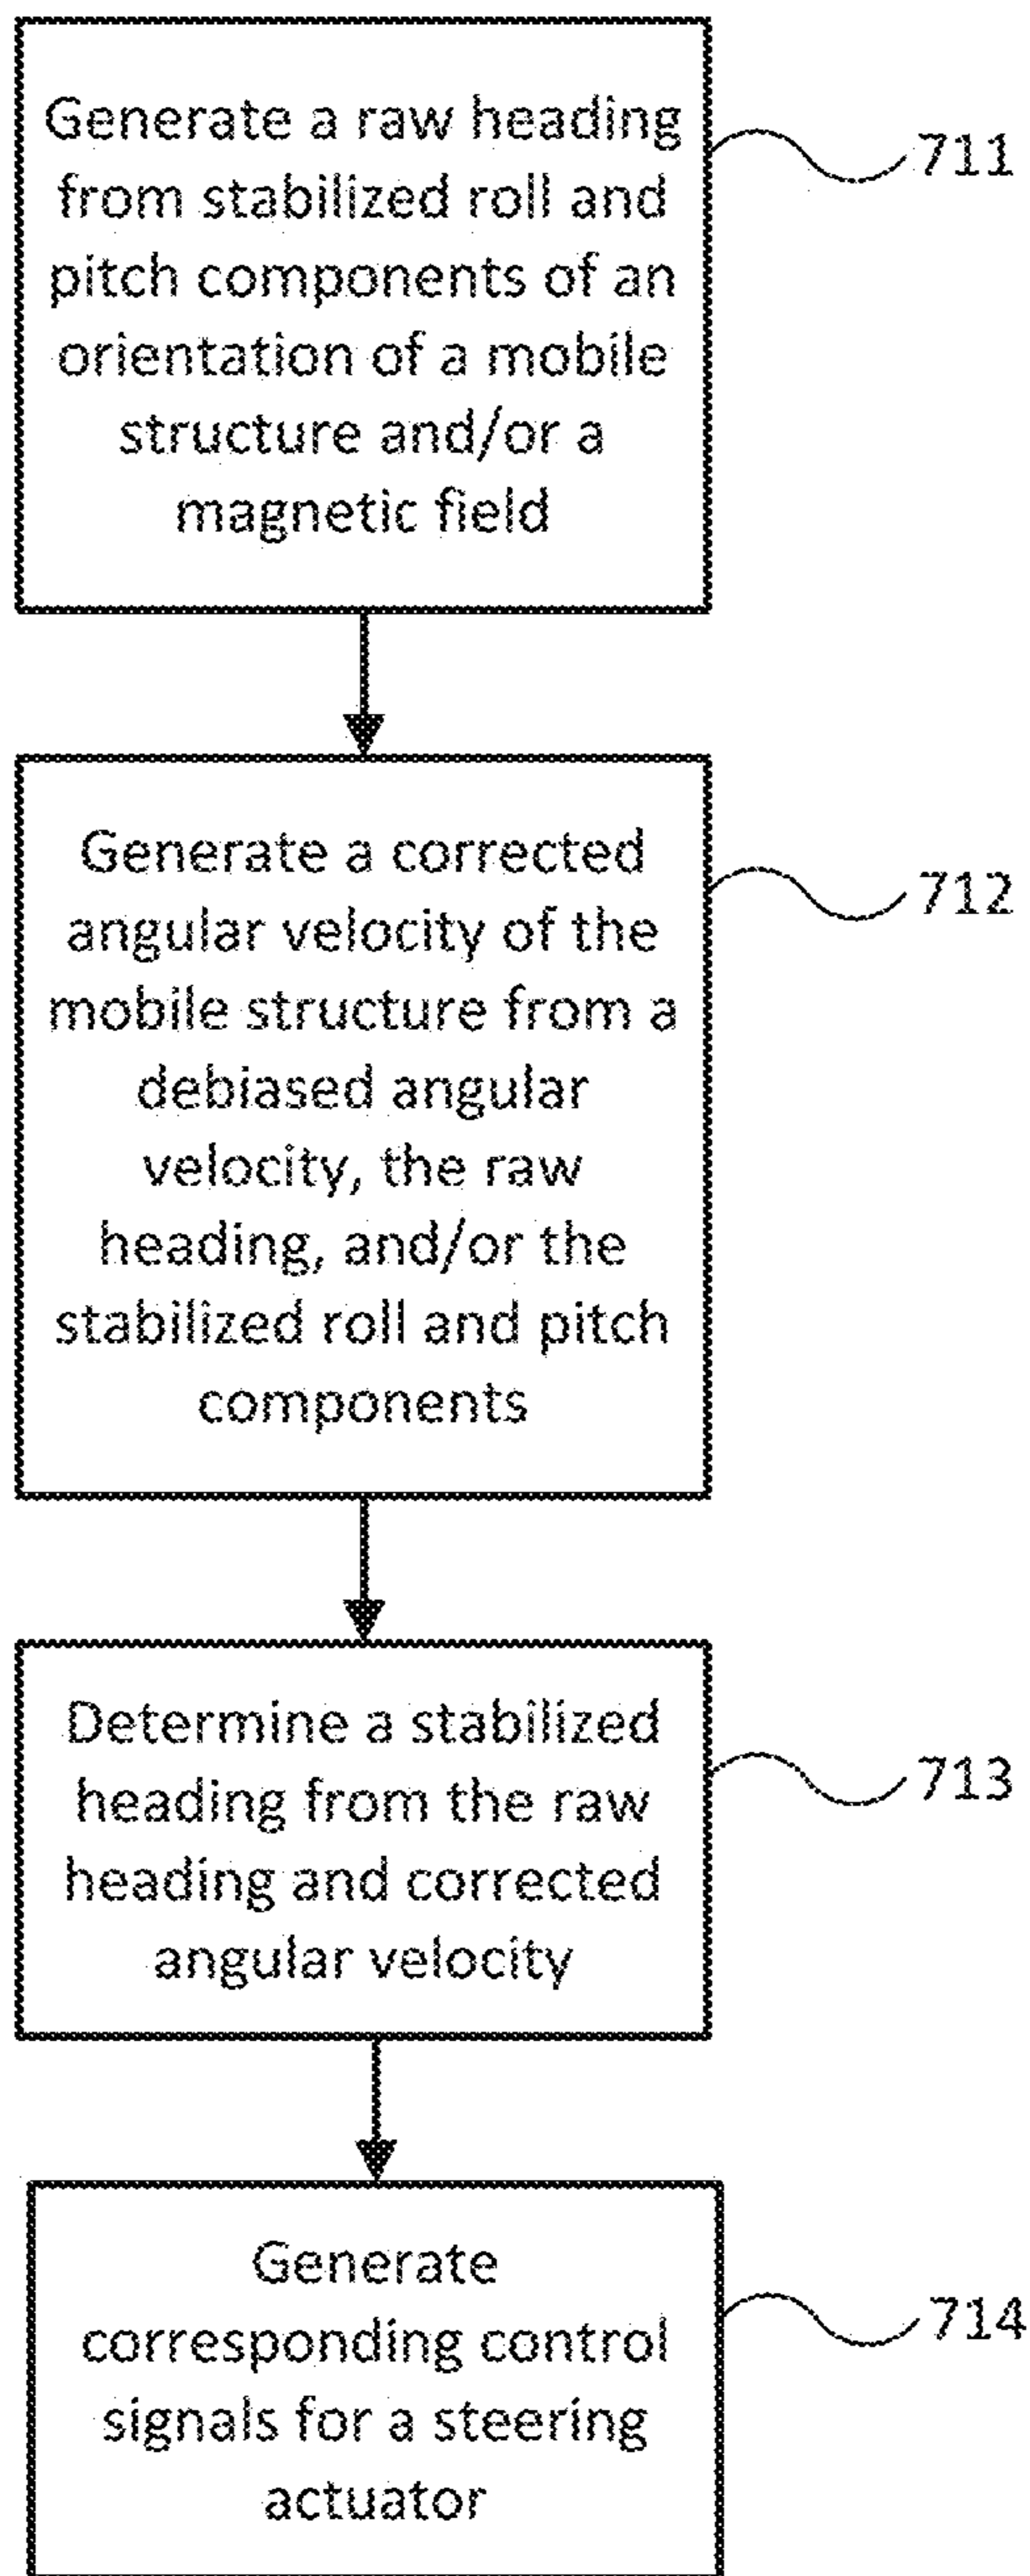 Generate a raw heading
from stabilized roll and
pitch components of an
orientation of a mobile
structure and/or a
magnetic field
711
Generate a corrected
angular velocity of the
mobile structure from a
debiased angular
velocity, the raw
heading, and/or the
stabilized roll and pitch
components
712
Determine a stabilized
heading from the raw
heading and corrected
angular velocity
713
Generate
corresponding control
signals for a steering
actuator
714